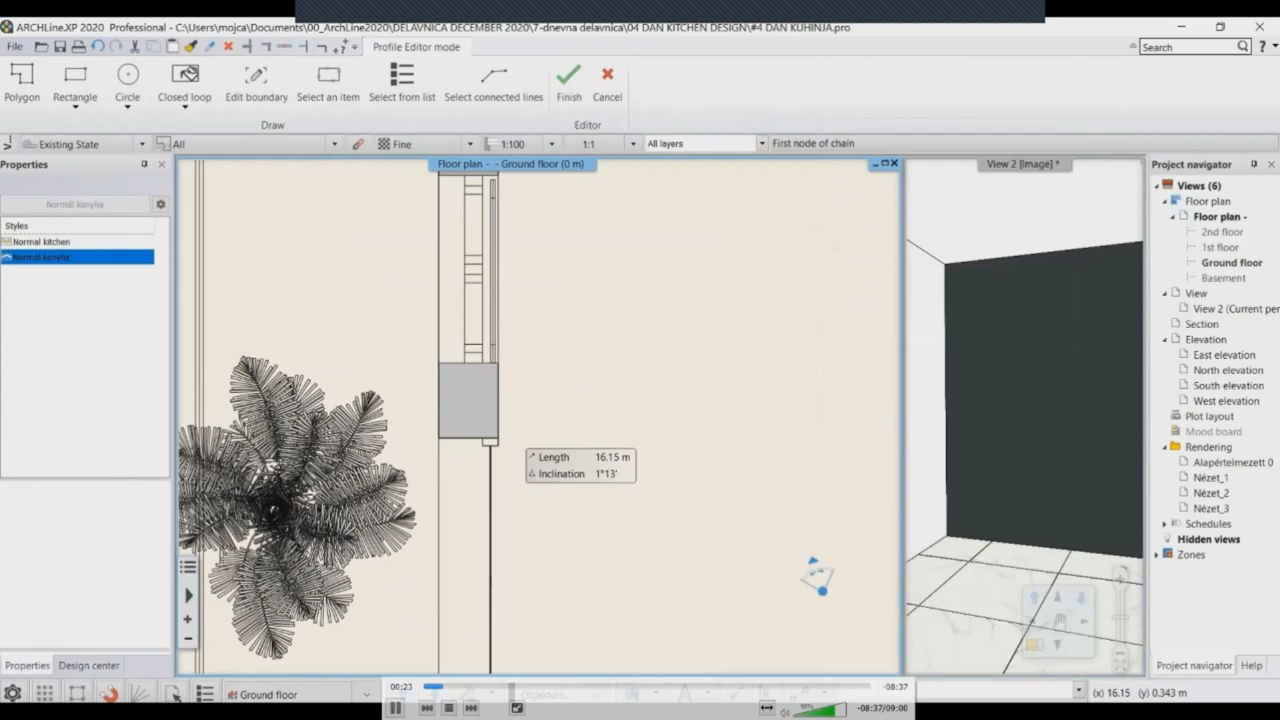 ARCHLine.XP 2020 Professional - C:\Users\mojca\Documents\00_ArchLine2020\DELAVNICA DECEMBER 2020\7-dnevna delavnica\04 DAN KITCHEN DESIGN\#4 DAN KUHINJA.pro
File
Profile Editor mode
Search
?
Polygon
Rectangle
Circle
Closed loop
Edit boundary
Select an item
Select from list
Select connected lines
Finish
Cancel
Draw
Editor
Existing State
All
Fine
1:100
1:1
All layers
First node of chain
Properties
Normál konyha
Styles
Normal kitchen
Normál konyha
Floor plan - - Ground floor (0 m)
Length 16.15 m
Inclination 1°13'
View 2 [Image] *
Project navigator
Views (6)
Floor plan
Floor plan -
2nd floor
1st floor
Ground floor
Basement
View
View 2 (Current per
Section
Elevation
East elevation
North elevation
South elevation
West elevation
Plot layout
Mood board
Rendering
Alapértelmezett 0
Nézet_1
Nézet_2
Nézet_3
Schedules
Hidden views
Zones
Properties
Design center
Project navigator
Help
Ground floor
00:23
Objektum...
-08:37
90%
-08:37/09:00
(x) 16.15 (y) 0.343 m